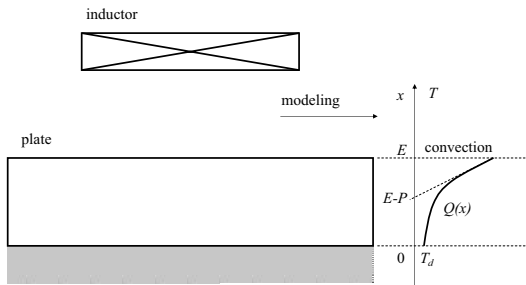 inductor
modeling
x T
plate
E convection
E-P
Q(x)
0 T_d